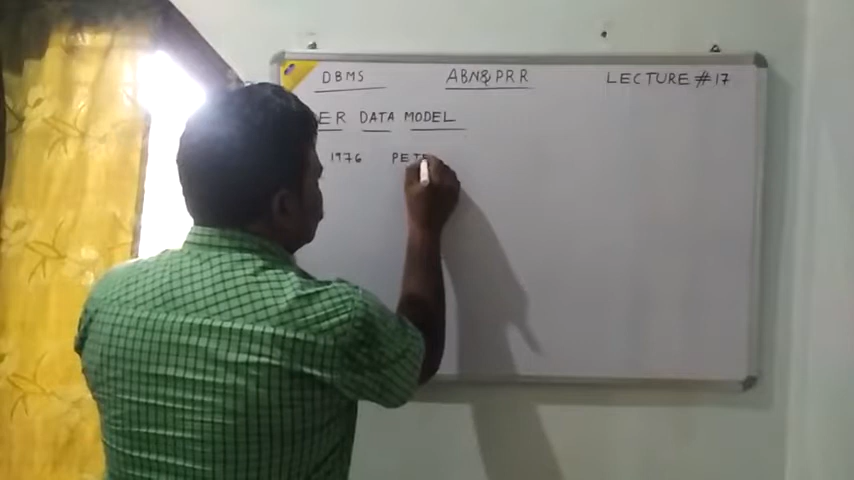 DBMS ABN&PRR LECTURE #17
ER DATA MODEL
1976 PETE